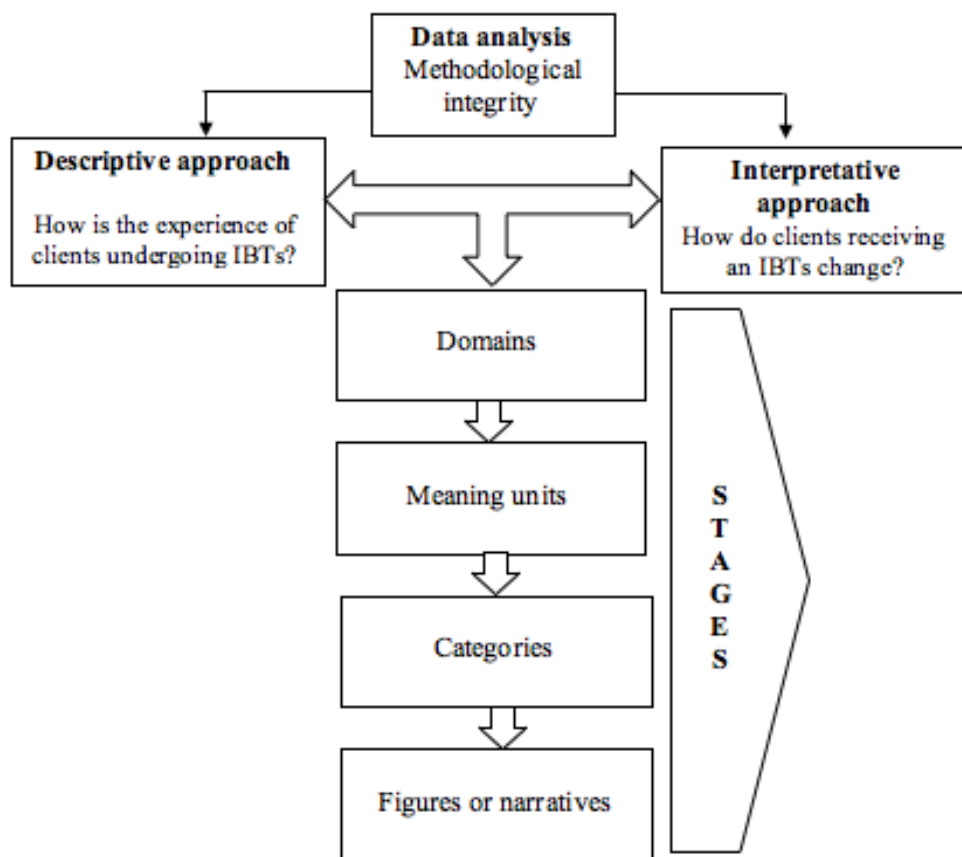 Data analysis
Methodological
integrity
Descriptive approach
How is the experience of
clients undergoing IBTs?
Interpretative
approach
How do clients receiving
an IBTs change?
Domains
Meaning units
Categories
Figures or narratives
S
T
A
G
E
S